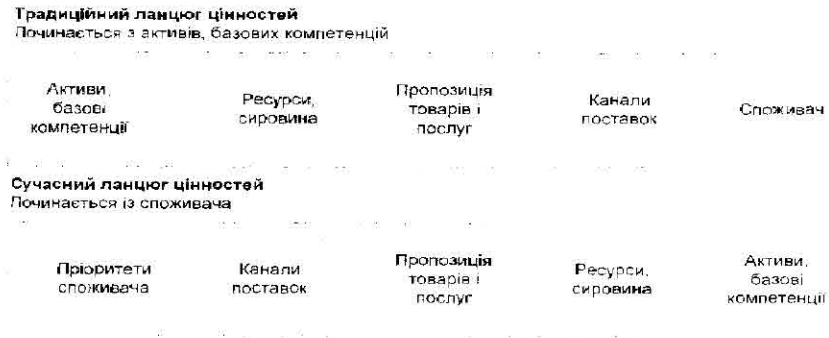 Традиційний ланцюг цінностей
Починається з активів, базових компетенцій
Активи,
базові
компетенції
Ресурси,
сировина
Пропозиція
товарів і
послуг
Канали
поставок
Споживач
Сучасний ланцюг цінностей
Починається із споживача
Пріоритети
споживача
Канали
поставок
Пропозиція
товарів і
послуг
Ресурси,
сировина
Активи,
базові
компетенції